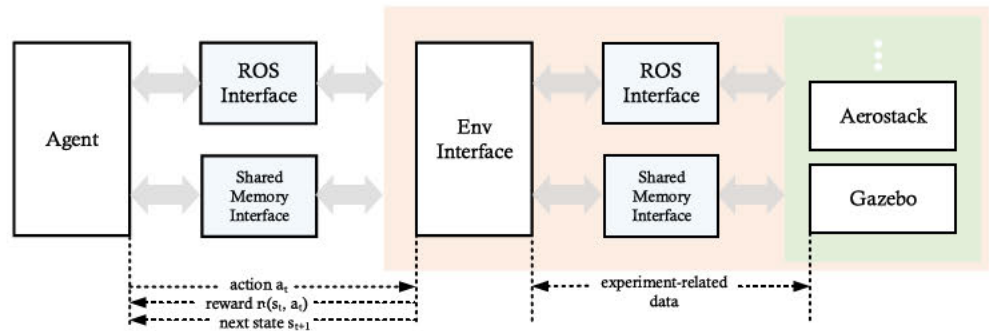 Agent
ROS
Interface
Shared
Memory
Interface
Env
Interface
ROS
Interface
Shared
Memory
Interface
Aerostack
Gazebo
action aₜ
reward rₜ(sₜ, aₜ)
next state sₜ₊₁
experiment-related
data